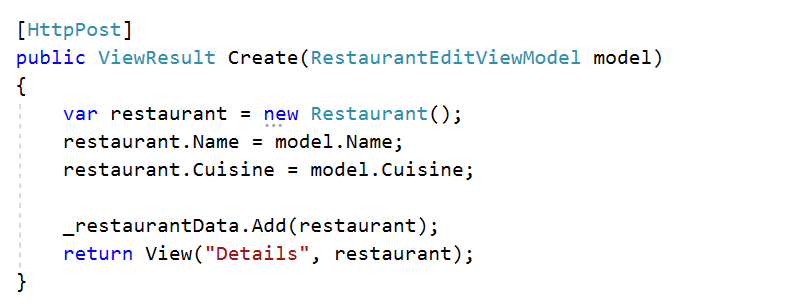 [HttpPost]
public ViewResult Create(RestaurantEditViewModel model)
{
    var restaurant = new Restaurant();
    restaurant.Name = model.Name;
    restaurant.Cuisine = model.Cuisine;

    _restaurantData.Add(restaurant);
    return View("Details", restaurant);
}